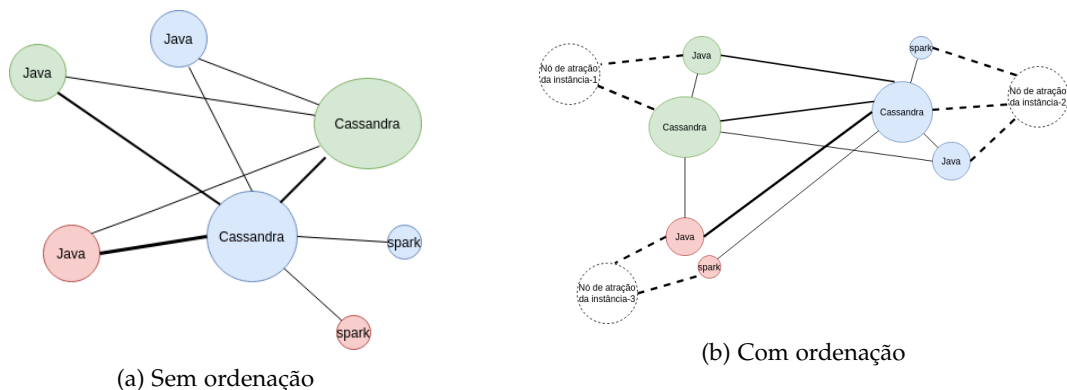 Java
Java
Cassandra
Cassandra
Java
spark
spark
(a) Sem ordenação
Nó de atração
da instância-1
Java
spark
Nó de atração
da instância-2
Cassandra
Cassandra
Java
Java
spark
Nó de atração
da instância-3
(b) Com ordenação